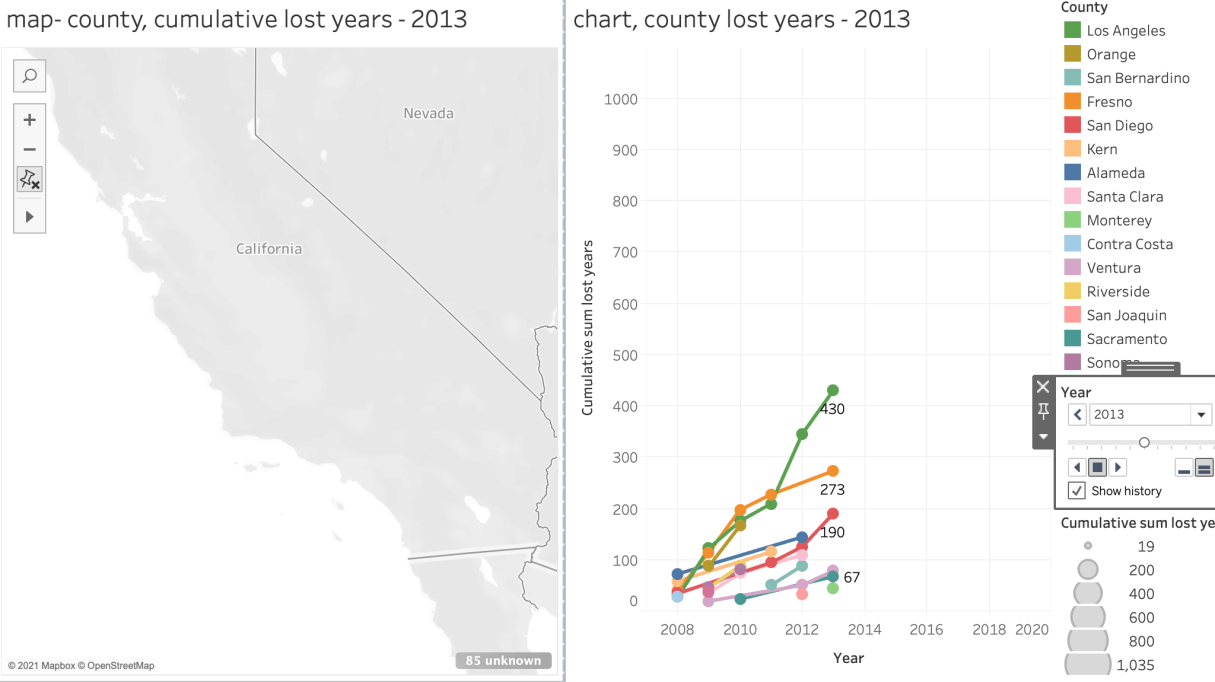 map- county, cumulative lost years - 2013
Nevada
California
© 2021 Mapbox © OpenStreetMap
85 unknown
chart, county lost years - 2013
Cumulative sum lost years
1000
900
800
700
600
500
400
300
200
100
0
430
273
190
67
2008 2010 2012 2014 2016 2018 2020
Year
County
Los Angeles
Orange
San Bernardino
Fresno
San Diego
Kern
Alameda
Santa Clara
Monterey
Contra Costa
Ventura
Riverside
San Joaquin
Sacramento
Sonoma
Year
2013
Show history
Cumulative sum lost ye
19
200
400
600
800
1,035